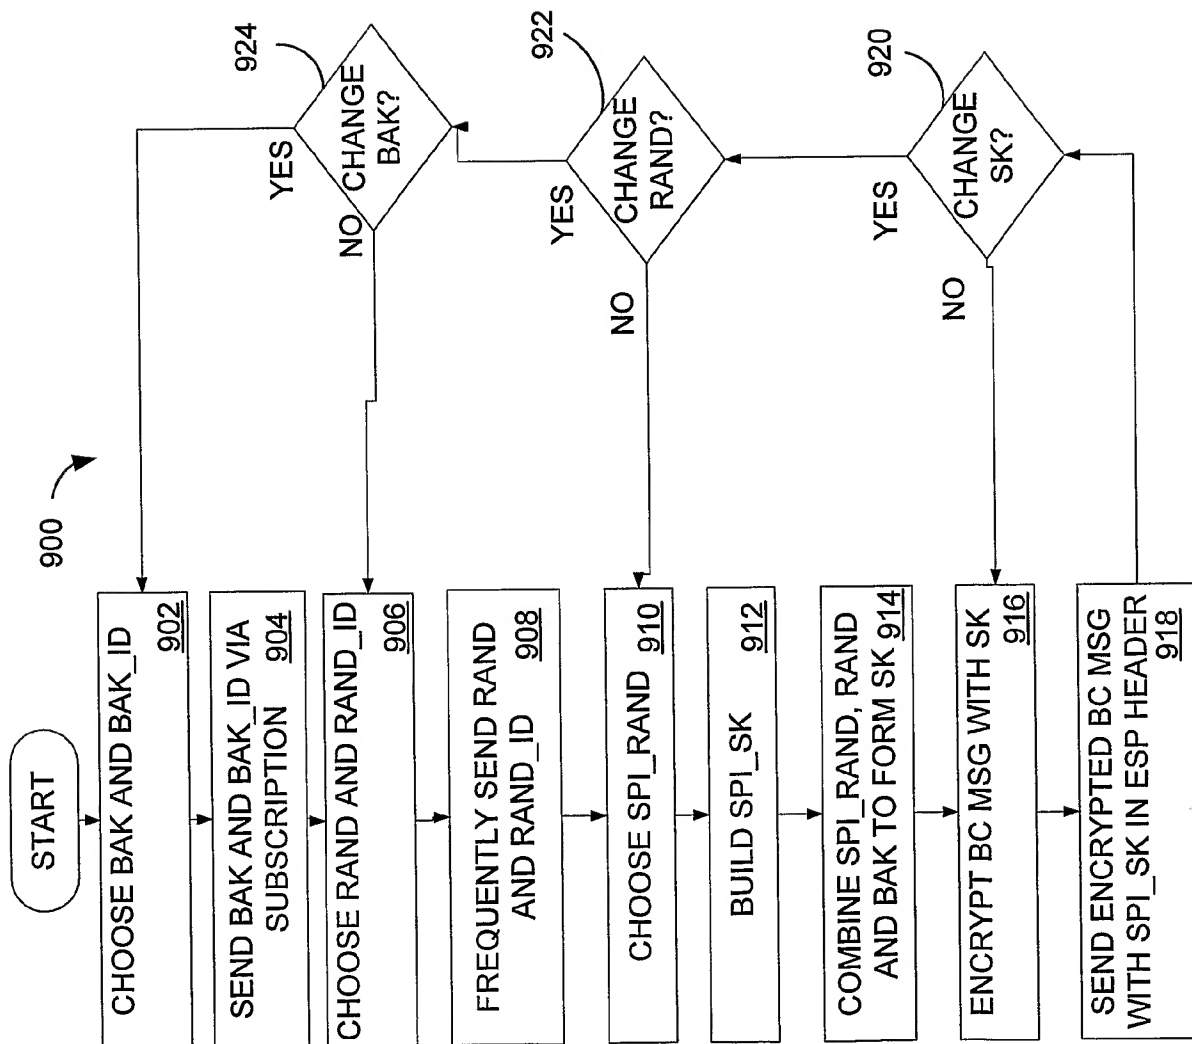 900
START
CHOOSE BAK AND BAK_ID
902
SEND BAK AND BAK_ID VIA
SUBSCRIPTION
904
CHOOSE RAND AND RAND_ID
906
FREQUENTLY SEND RAND
AND RAND_ID
908
CHOOSE SPI_RAND
910
BUILD SPI_SK
912
COMBINE SPI_RAND, RAND
AND BAK TO FORM SK
914
ENCRYPT BC MSG WITH SK
916
SEND ENCRYPTED BC MSG
WITH SPI_SK IN ESP HEADER
918
CHANGE
SK?
920
YES
NO
CHANGE
RAND?
922
YES
NO
CHANGE
BAK?
924
YES
NO